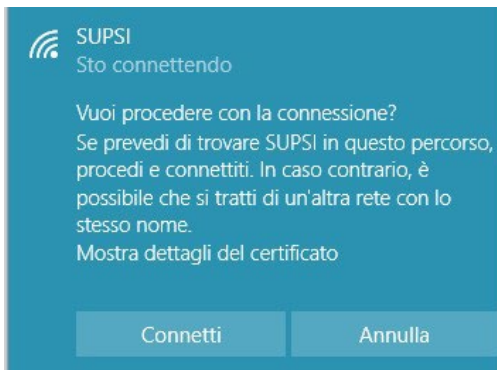 SUPSI
Sto connettendo
Vuoi procedere con la connessione?
Se prevedi di trovare SUPSI in questo percorso,
procedi e connettiti. In caso contrario, è
possibile che si tratti di un'altra rete con lo
stesso nome.
Mostra dettagli del certificato
Connetti
Annulla